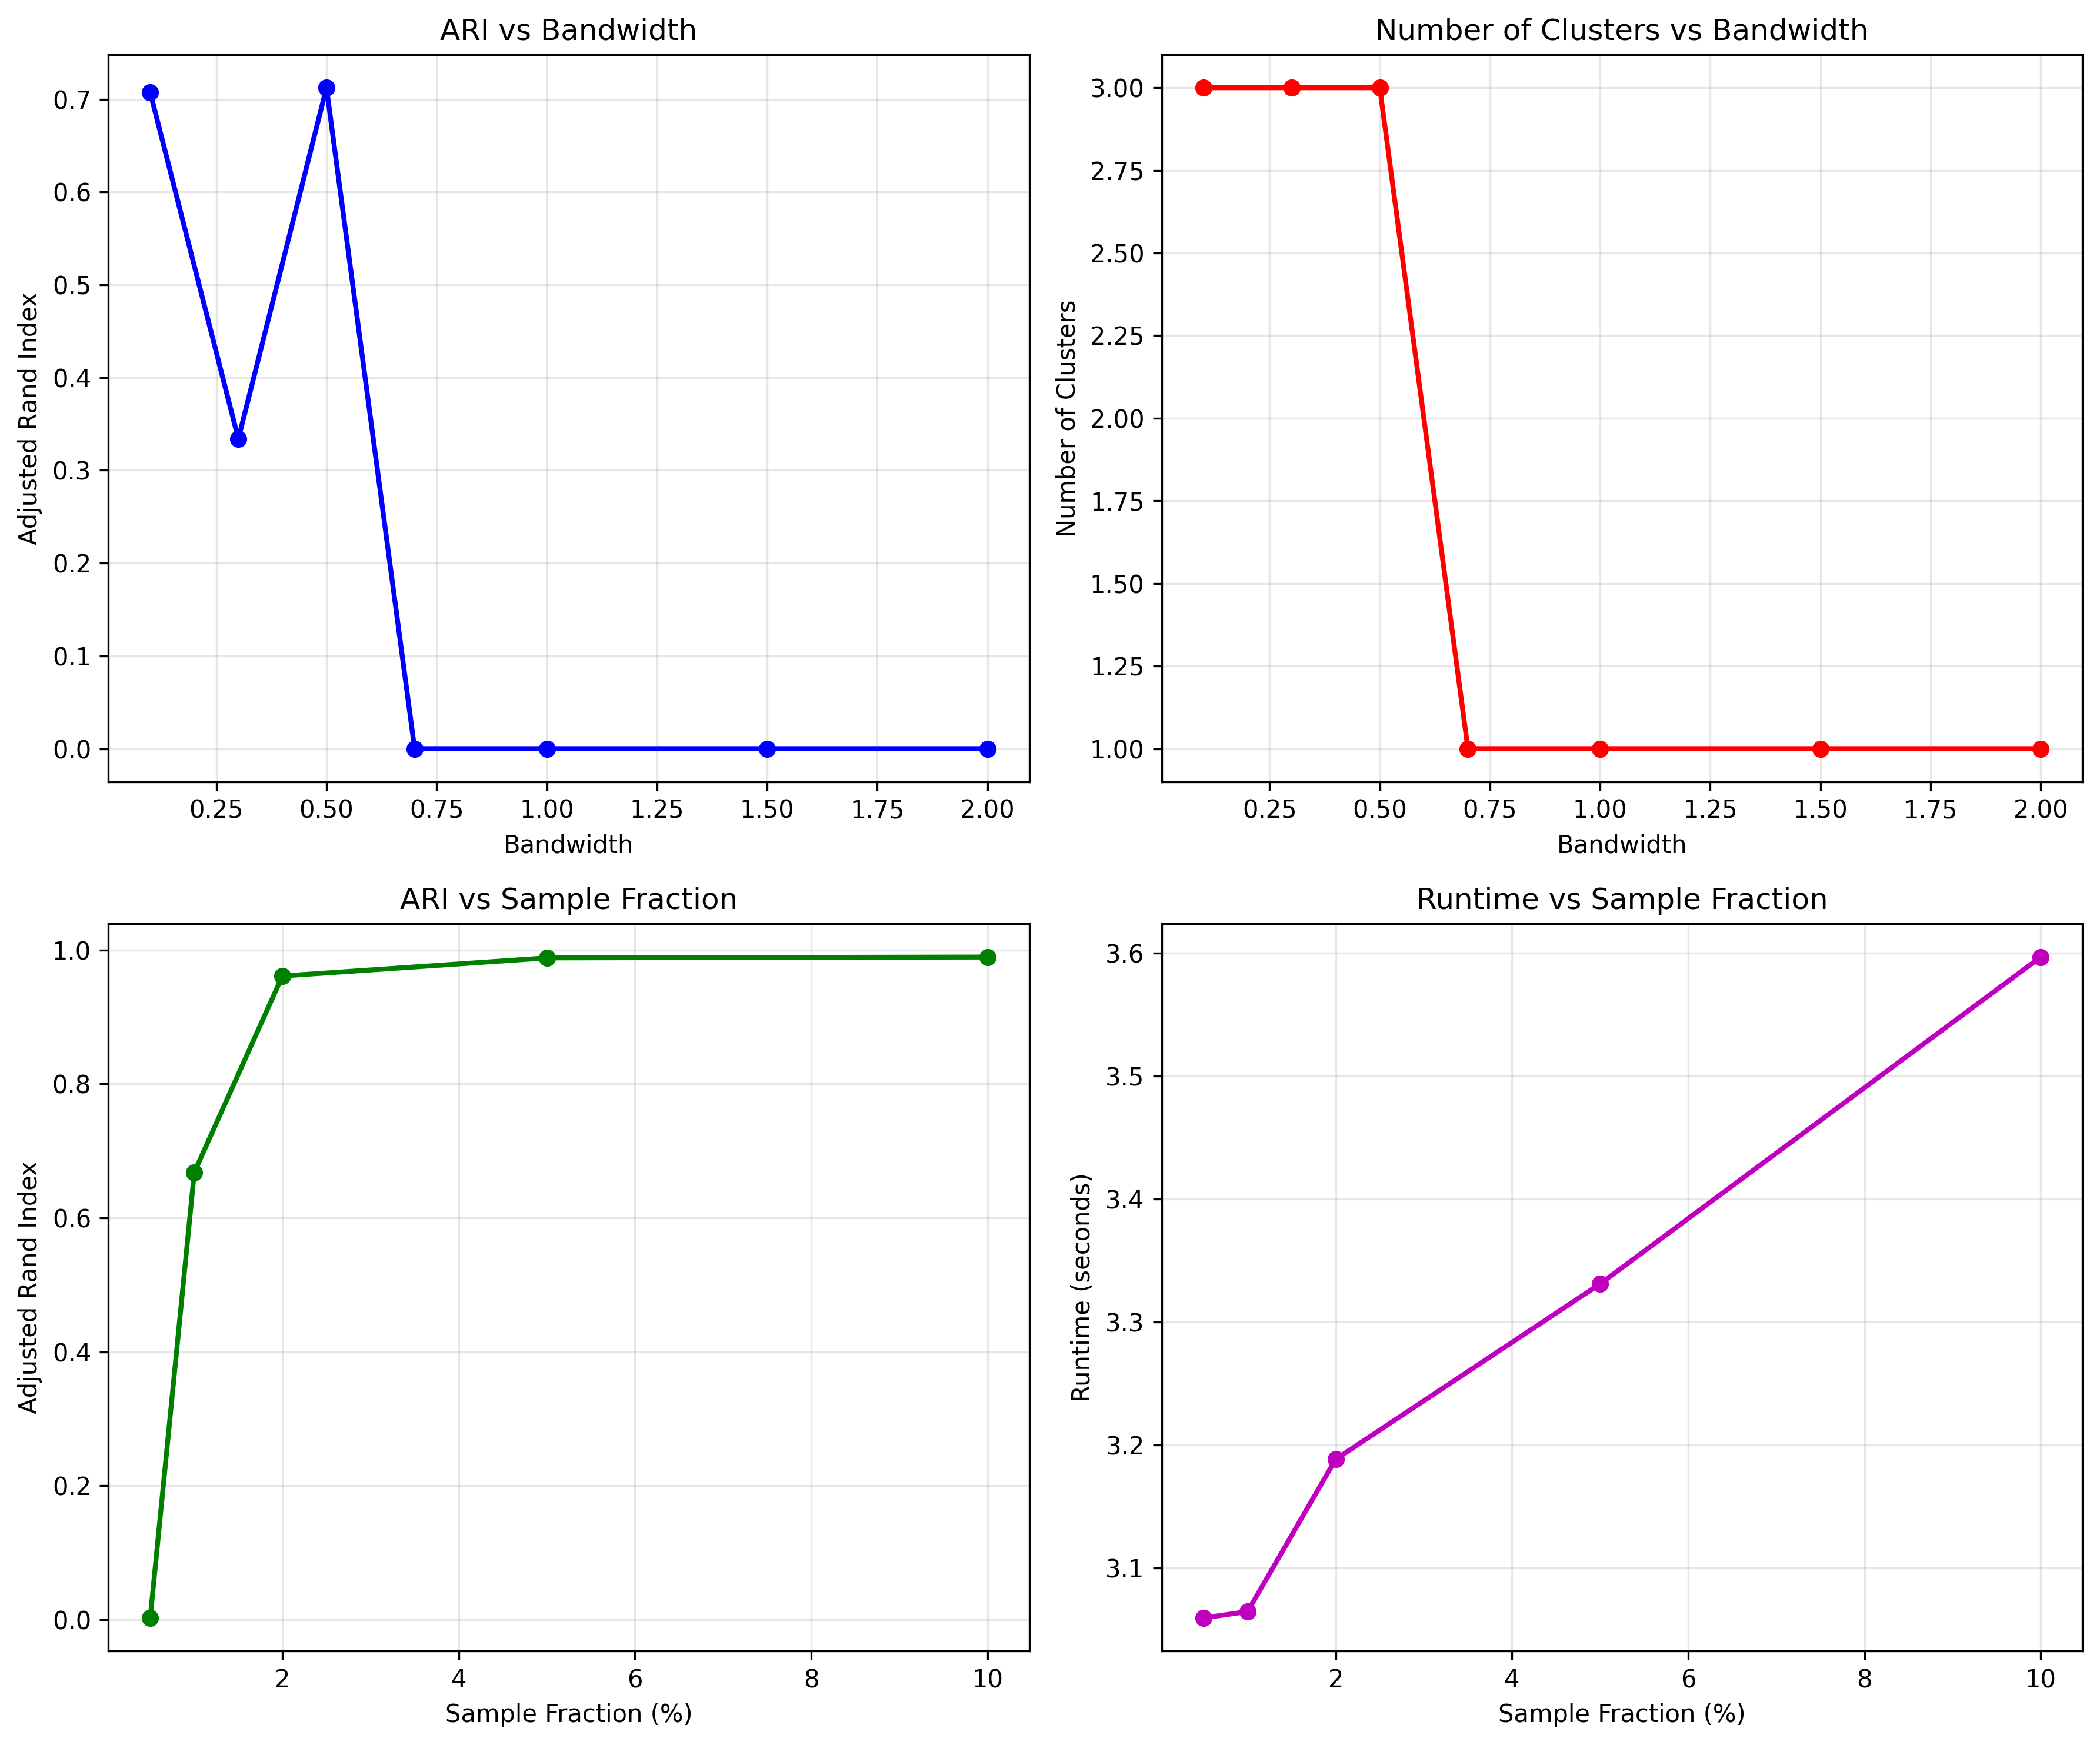 ARI vs Bandwidth
Adjusted Rand Index
0.7
0.6
0.5
0.4
0.3
0.2
0.1
0.0
0.25 0.50 0.75 1.00 1.25 1.50 1.75 2.00
Bandwidth
Number of Clusters vs Bandwidth
Number of Clusters
3.00
2.75
2.50
2.25
2.00
1.75
1.50
1.25
1.00
0.25 0.50 0.75 1.00 1.25 1.50 1.75 2.00
Bandwidth
ARI vs Sample Fraction
Adjusted Rand Index
1.0
0.8
0.6
0.4
0.2
0.0
2 4 6 8 10
Sample Fraction (%)
Runtime vs Sample Fraction
Runtime (seconds)
3.6
3.5
3.4
3.3
3.2
3.1
2 4 6 8 10
Sample Fraction (%)